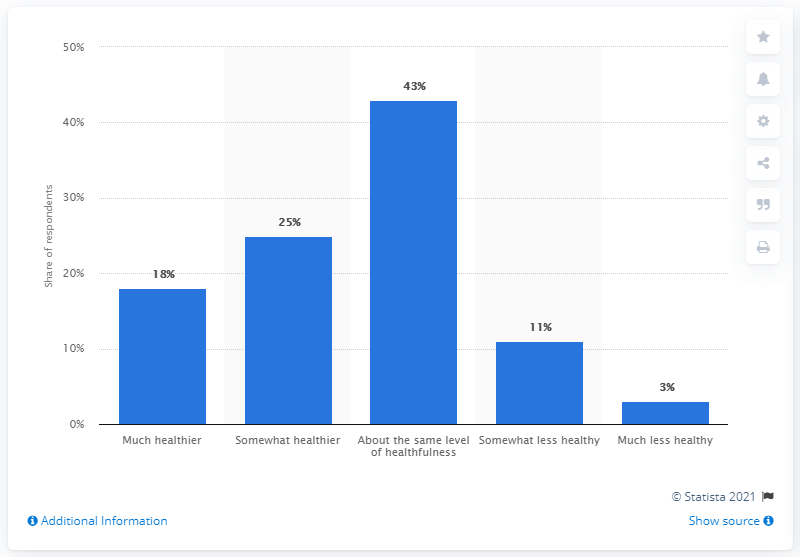 50%
40%
30%
20%
10%
0%
Share of respondents
18%
25%
43%
11%
3%
Much healthier
Somewhat healthier
About the same level
of healthfulness
Somewhat less healthy
Much less healthy
© Statista 2021
Additional Information
Show source